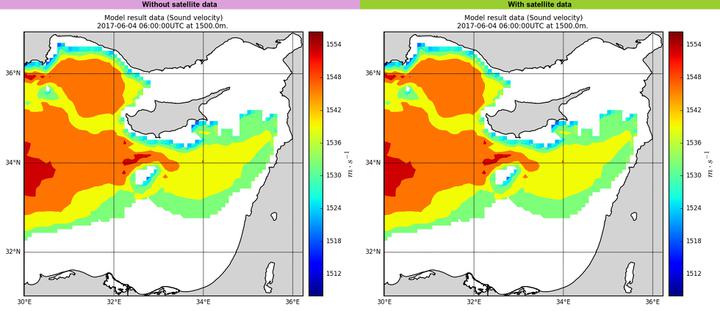 Without satellite data
With satellite data
Model result data (Sound velocity)
2017-06-04 06:00:00UTC at 1500.0m.
36°N
34°N
32°N
30°E
32°E
34°E
36°E
1554
1548
1542
1536
1530
1524
1518
1512
m · s⁻¹
Model result data (Sound velocity)
2017-06-04 06:00:00UTC at 1500.0m.
36°N
34°N
32°N
30°E
32°E
34°E
36°E
1554
1548
1542
1536
1530
1524
1518
1512
m · s⁻¹